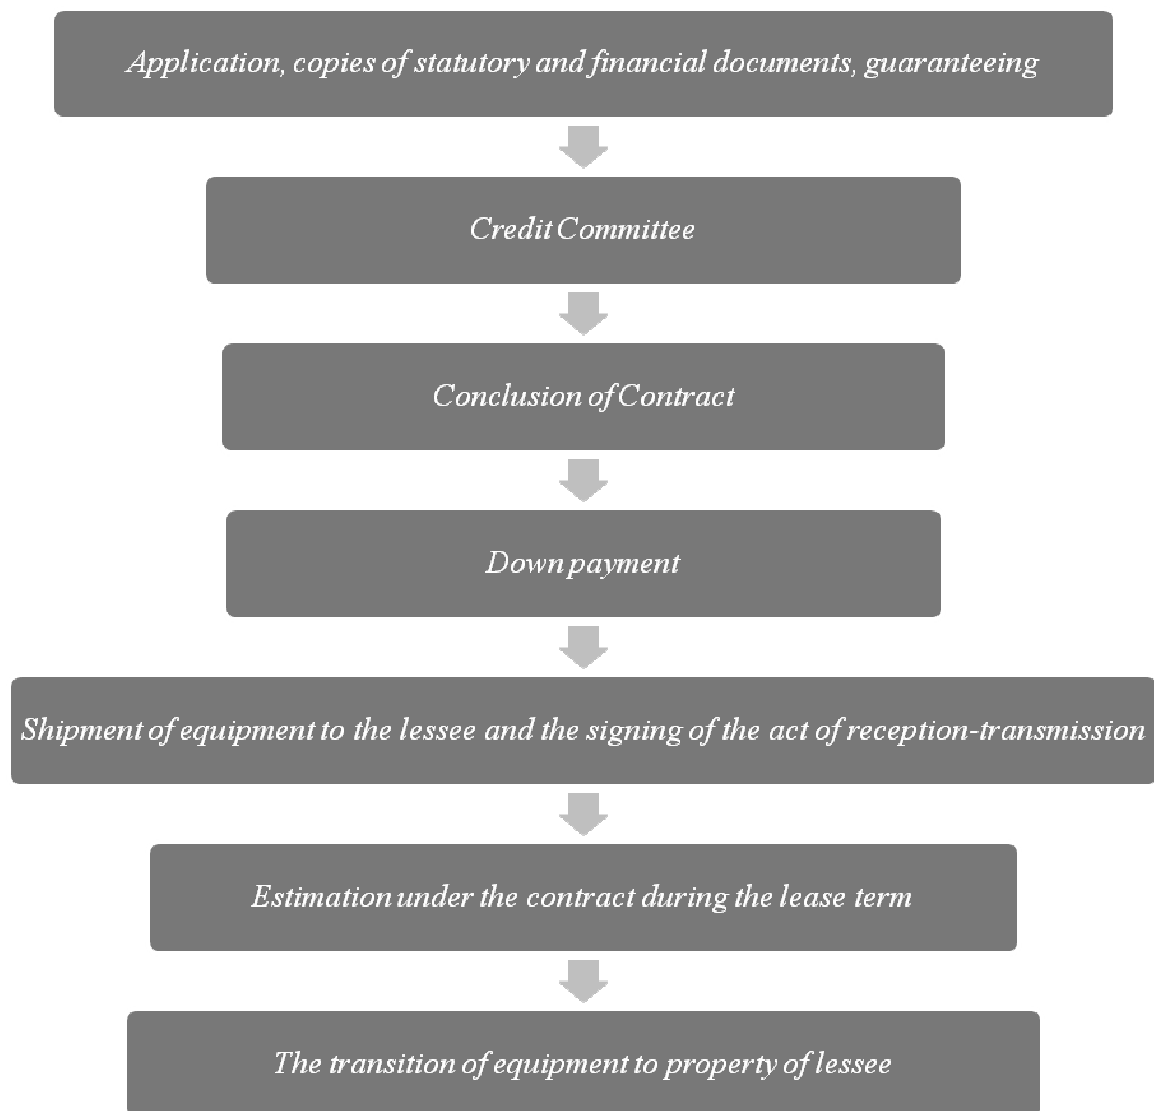 Application, copies of statutory and financial documents, guaranteeing
Credit Committee
Conclusion of Contract
Down payment
Shipment of equipment to the lessee and the signing of the act of reception-transmission
Estimation under the contract during the lease term
The transition of equipment to property of lessee